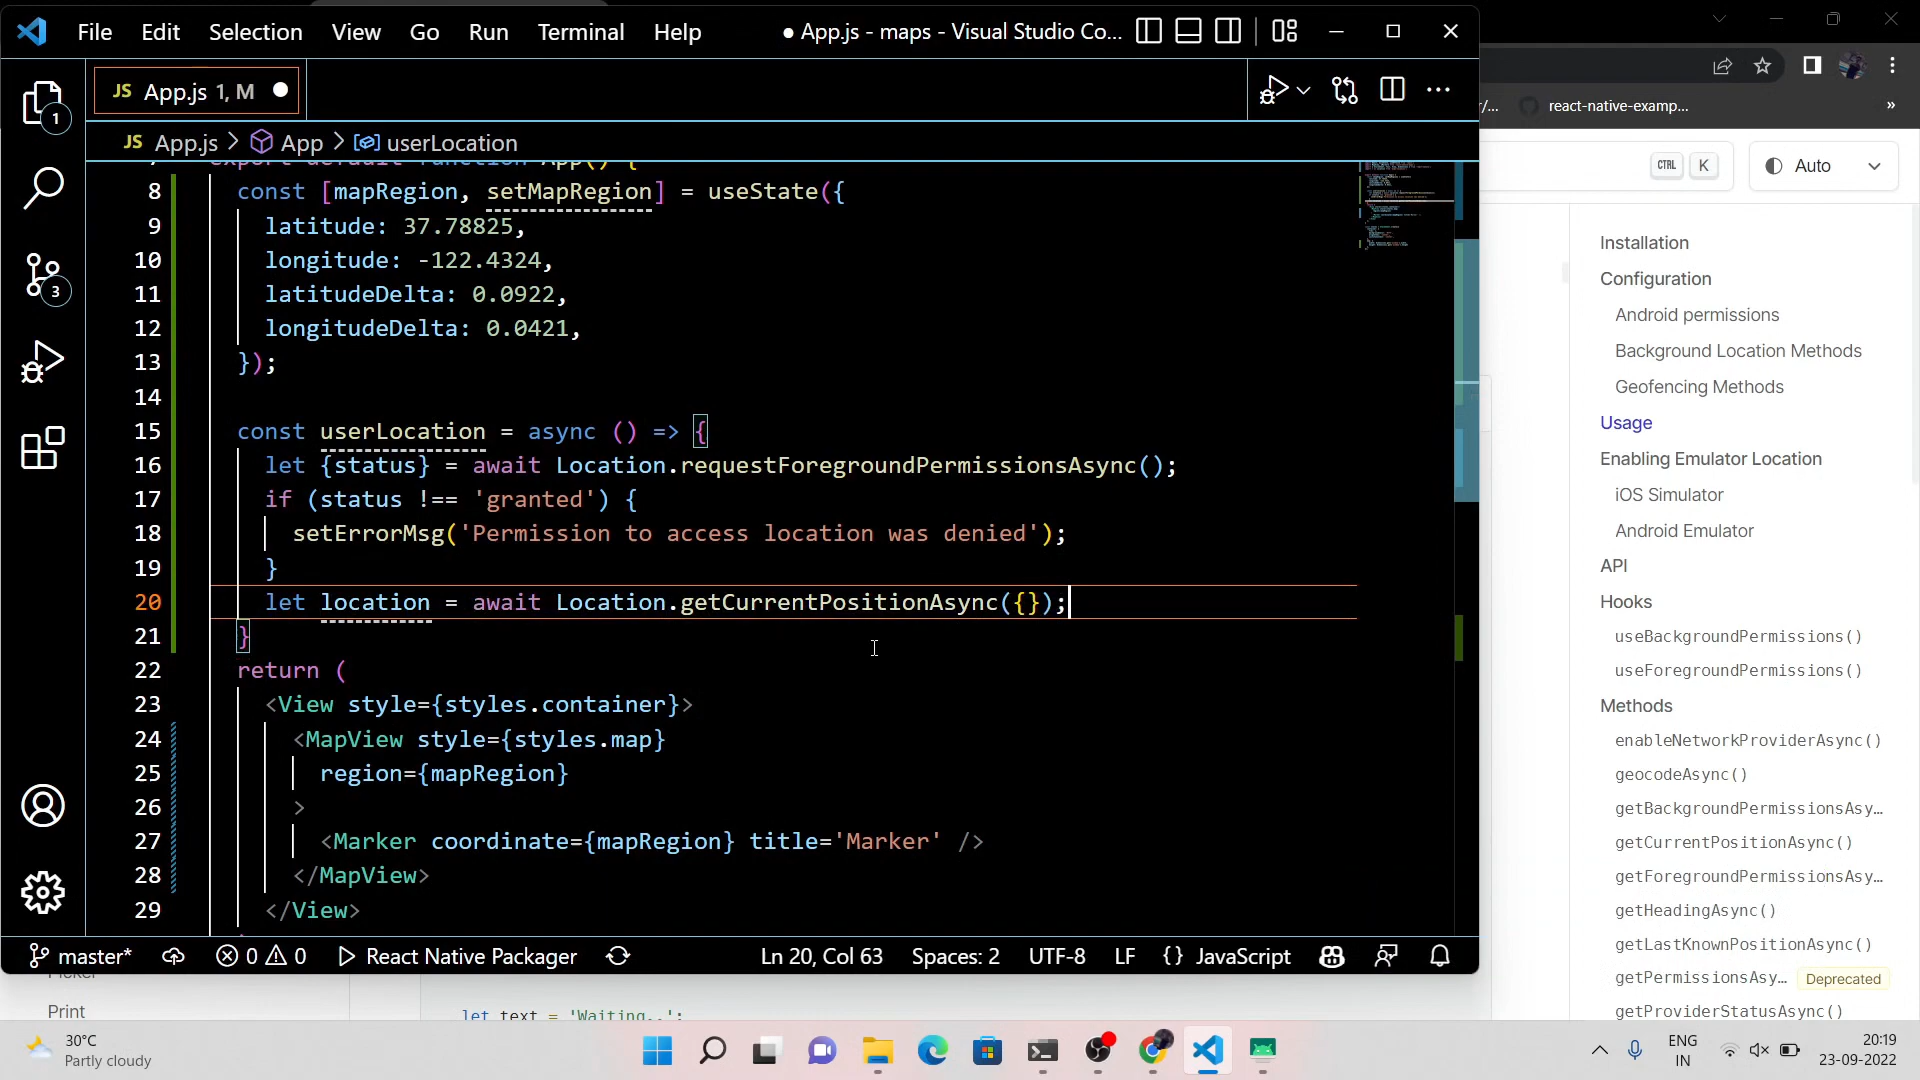 File Edit Selection View Go Run Terminal Help
● App.js - maps - Visual Studio Co...
JS App.js 1, M
JS App.js > App > userLocation
8 const [mapRegion, setMapRegion] = useState({
9 latitude: 37.78825,
10 longitude: -122.4324,
11 latitudeDelta: 0.0922,
12 longitudeDelta: 0.0421,
13 });
14
15 const userLocation = async () => {
16 let {status} = await Location.requestForegroundPermissionsAsync();
17 if (status !== 'granted') {
18 setErrorMsg('Permission to access location was denied');
19 }
20 let location = await Location.getCurrentPositionAsync({});
21 }
22 return (
23 <View style={styles.container}>
24 <MapView style={styles.map}
25 region={mapRegion}
26 >
27 <Marker coordinate={mapRegion} title='Marker' />
28 </MapView>
29 </View>
1
3
master* 0 0 React Native Packager Ln 20, Col 63 Spaces: 2 UTF-8 LF {} JavaScript
react-native-examp...
CTRL K Auto
Installation
Configuration
Android permissions
Background Location Methods
Geofencing Methods
Usage
Enabling Emulator Location
iOS Simulator
Android Emulator
API
Hooks
useBackgroundPermissions()
useForegroundPermissions()
Methods
enableNetworkProviderAsync()
geocodeAsync()
getBackgroundPermissionsAsy...
getCurrentPositionAsync()
getForegroundPermissionsAsy...
getHeadingAsync()
getLastKnownPositionAsync()
getPermissionsAsy... Deprecated
getProviderStatusAsync()
Print
let text = 'Waiting..';
30°C
Partly cloudy
ENG
IN
20:19
23-09-2022